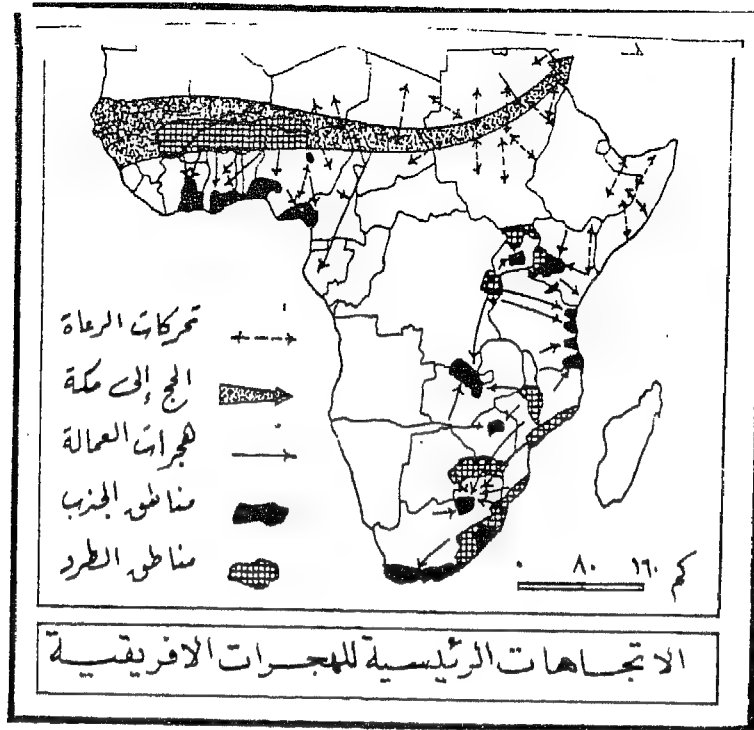 تحركات الرعاة
الحج إلى مكة
هجرات العمالة
مناطق الجذب
مناطق الطرد
٠ ٨٠ ١٦٠ كم
الاتجاهات الرئيسية للهجرات الافريقية